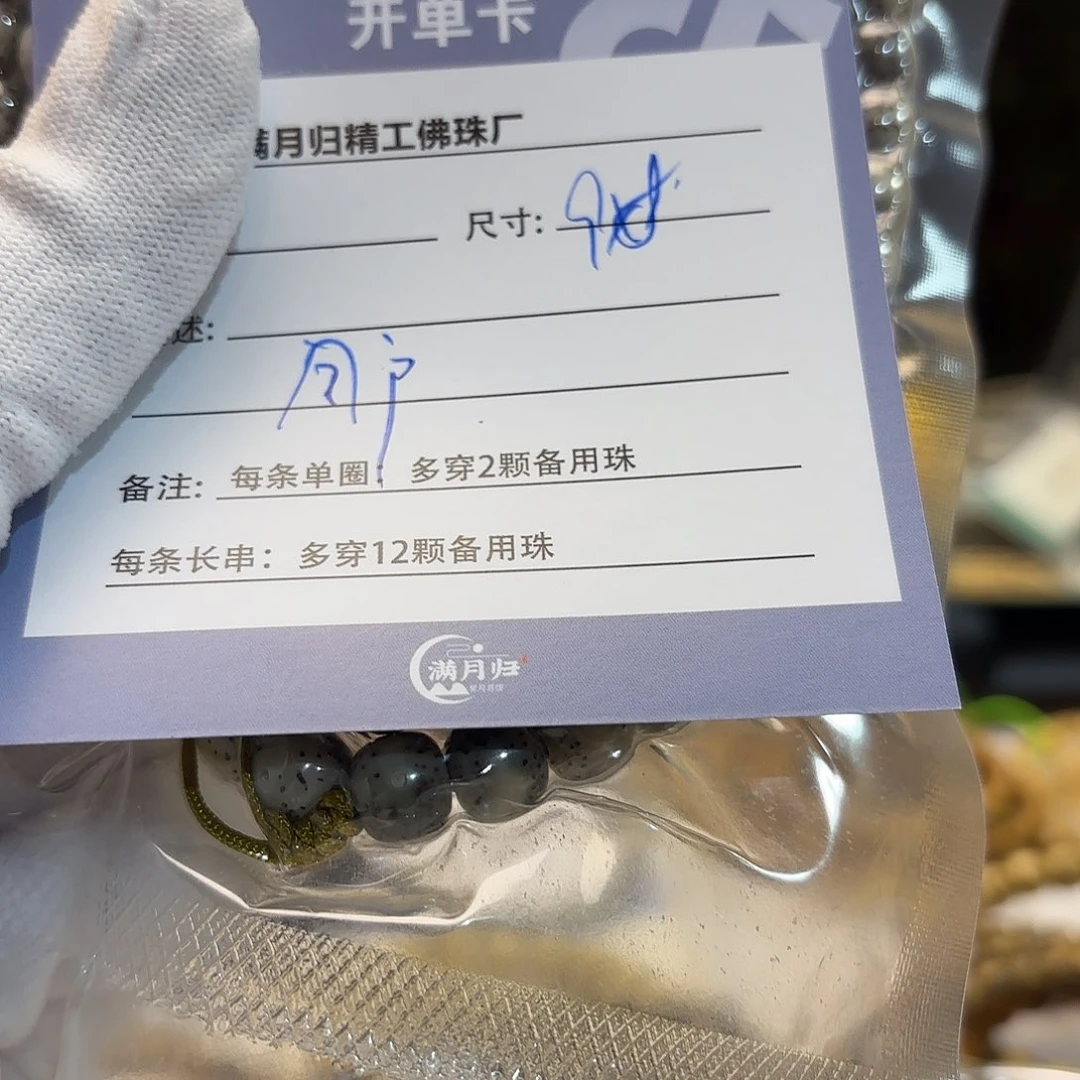 开单卡
满月归精工佛珠厂
尺寸:
述:
备注: 每条单圈: 多穿2颗备用珠
每条长串: 多穿12颗备用珠
满月归